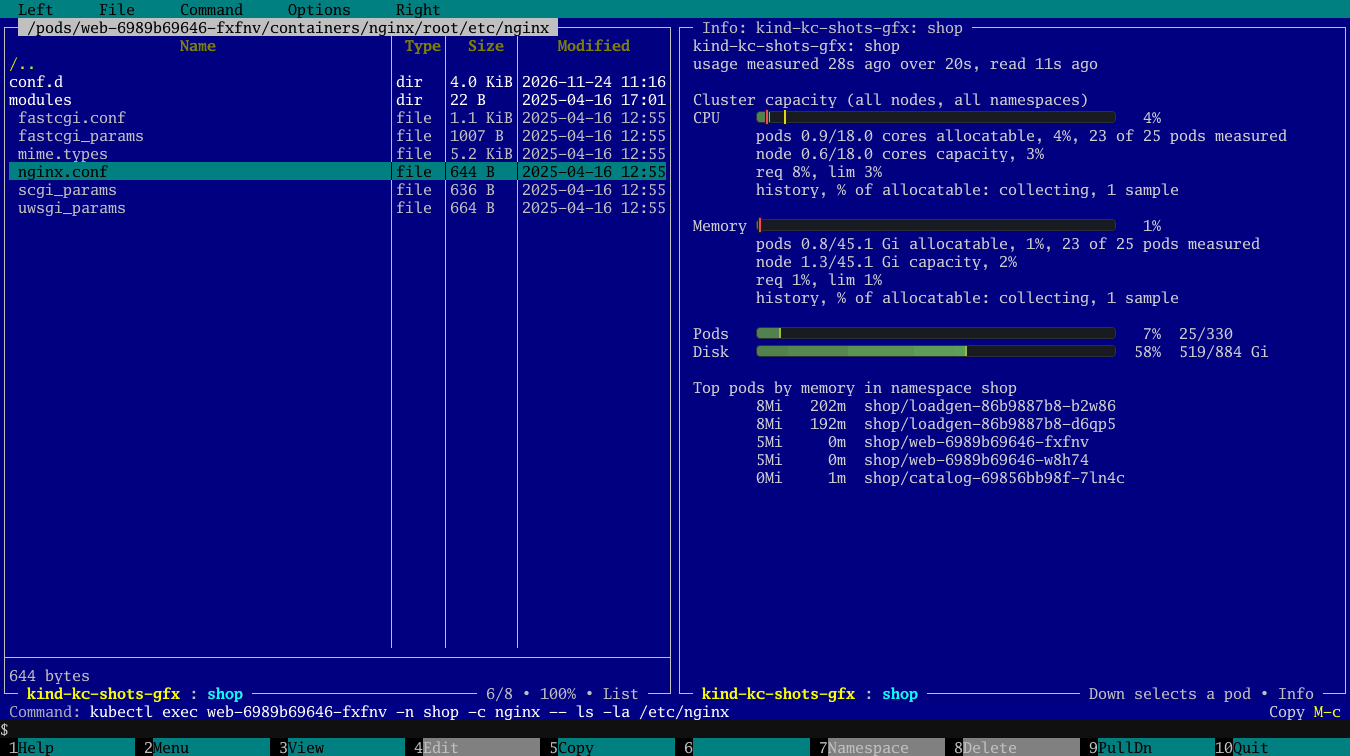 Left File Command Options Right
/pods/web-6989b69646-fxfnv/containers/nginx/root/etc/nginx
Name Type Size Modified
/..
conf.d dir 4.0 KiB 2026-11-24 11:16
modules dir 22 B 2025-04-16 17:01
fastcgi.conf file 1.1 KiB 2025-04-16 12:55
fastcgi_params file 1007 B 2025-04-16 12:55
mime.types file 5.2 KiB 2025-04-16 12:55
nginx.conf file 644 B 2025-04-16 12:55
scgi_params file 636 B 2025-04-16 12:55
uwsgi_params file 664 B 2025-04-16 12:55
644 bytes
kind-kc-shots-gfx : shop 6/8 • 100% • List
Info: kind-kc-shots-gfx: shop
kind-kc-shots-gfx: shop
usage measured 28s ago over 20s, read 11s ago
Cluster capacity (all nodes, all namespaces)
CPU 4%
pods 0.9/18.0 cores allocatable, 4%, 23 of 25 pods measured
node 0.6/18.0 cores capacity, 3%
req 8%, lim 3%
history, % of allocatable: collecting, 1 sample
Memory 1%
pods 0.8/45.1 Gi allocatable, 1%, 23 of 25 pods measured
node 1.3/45.1 Gi capacity, 2%
req 1%, lim 1%
history, % of allocatable: collecting, 1 sample
Pods 7% 25/330
Disk 58% 519/884 Gi
Top pods by memory in namespace shop
8Mi 202m shop/loadgen-86b9887b8-b2w86
8Mi 192m shop/loadgen-86b9887b8-d6qp5
5Mi 0m shop/web-6989b69646-fxfnv
5Mi 0m shop/web-6989b69646-w8h74
0Mi 1m shop/catalog-69856bb98f-7ln4c
kind-kc-shots-gfx : shop Down selects a pod • Info
Command: kubectl exec web-6989b69646-fxfnv -n shop -c nginx -- ls -la /etc/nginx Copy M-c
$
1Help 2Menu 3View 4Edit 5Copy 6 7Namespace 8Delete 9PullDn 10Quit